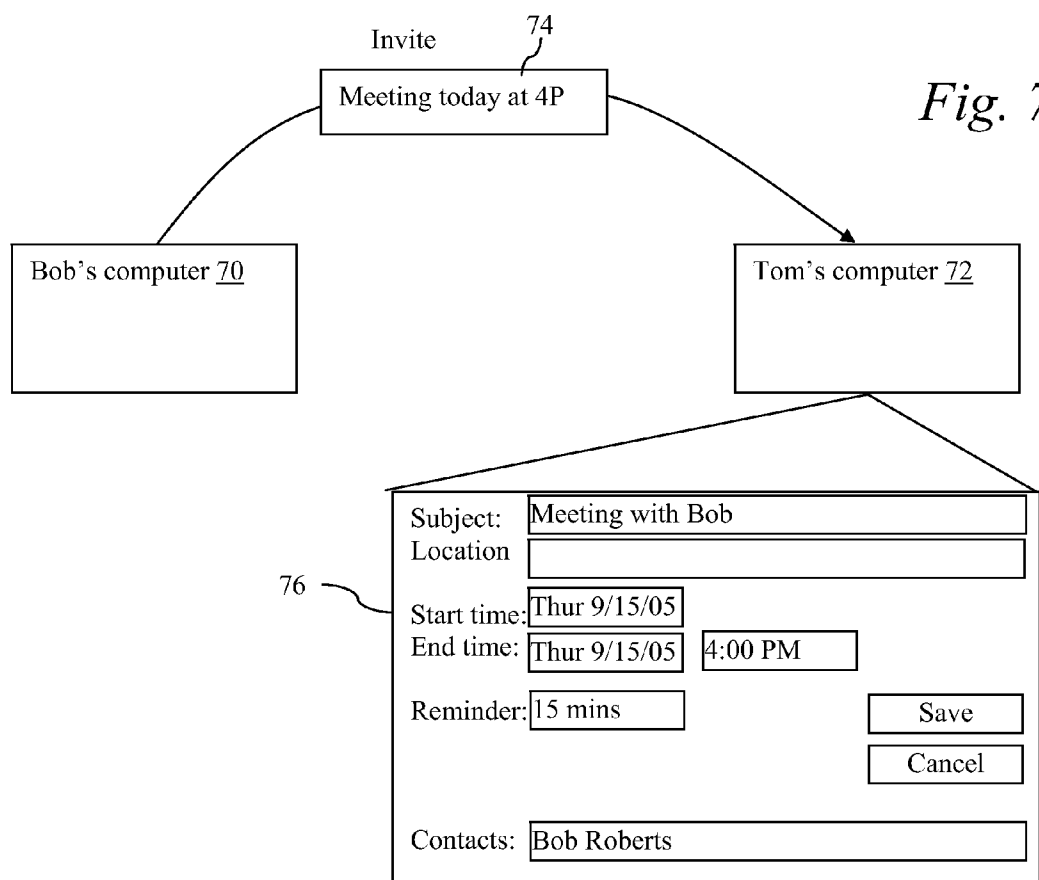 74
Invite
Meeting today at 4P
Fig. 7
Bob's computer 70
Tom's computer 72
76
Subject: Meeting with Bob
Location
Start time: Thur 9/15/05
End time: Thur 9/15/05 4:00 PM
Reminder: 15 mins
Save
Cancel
Contacts: Bob Roberts